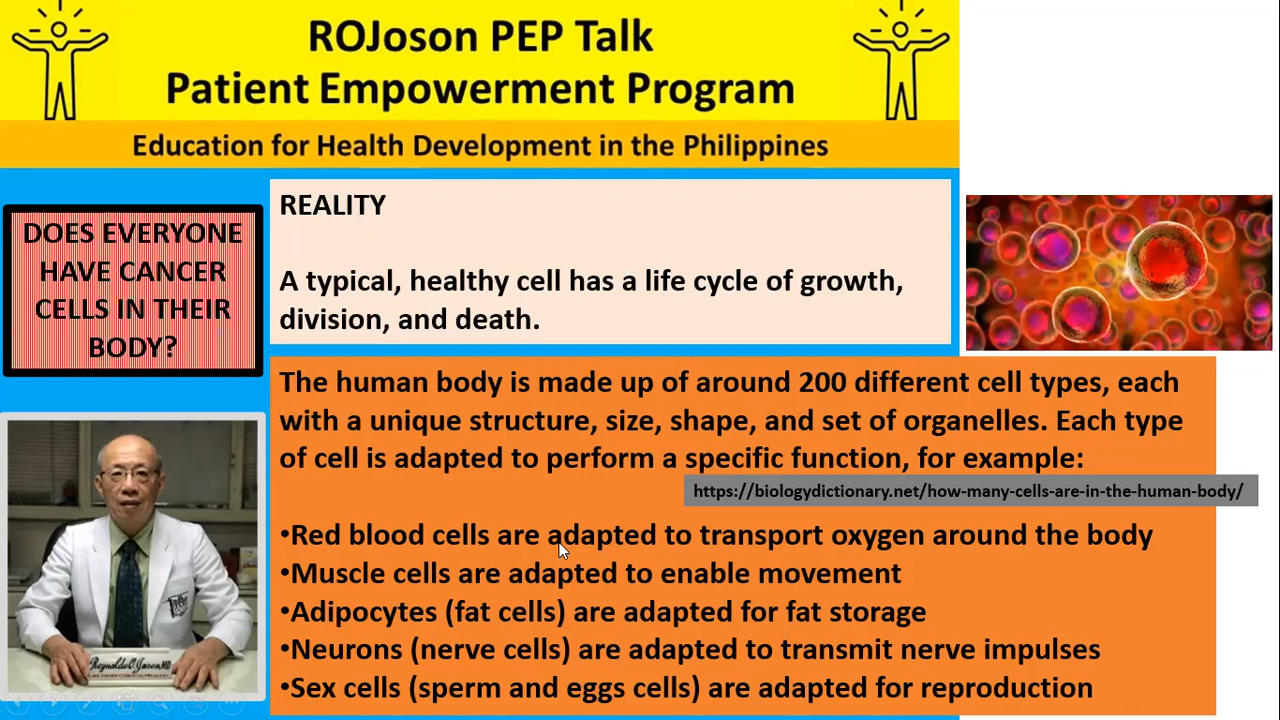 ROJoson PEP Talk
Patient Empowerment Program
Education for Health Development in the Philippines
DOES EVERYONE
HAVE CANCER
CELLS IN THEIR
BODY?
REALITY
A typical, healthy cell has a life cycle of growth,
division, and death.
The human body is made up of around 200 different cell types, each
with a unique structure, size, shape, and set of organelles. Each type
of cell is adapted to perform a specific function, for example:
https://biologydictionary.net/how-many-cells-are-in-the-human-body/
•Red blood cells are adapted to transport oxygen around the body
•Muscle cells are adapted to enable movement
•Adipocytes (fat cells) are adapted for fat storage
•Neurons (nerve cells) are adapted to transmit nerve impulses
•Sex cells (sperm and eggs cells) are adapted for reproduction
Reynaldo O. Joson MD